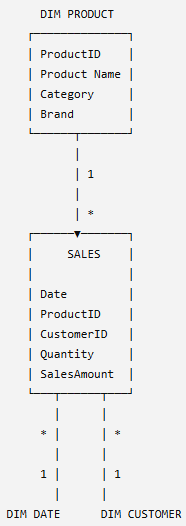 DIM PRODUCT
ProductID
Product Name
Category
Brand
1
*
SALES
Date
ProductID
CustomerID
Quantity
SalesAmount
* *
1 1
DIM DATE DIM CUSTOMER